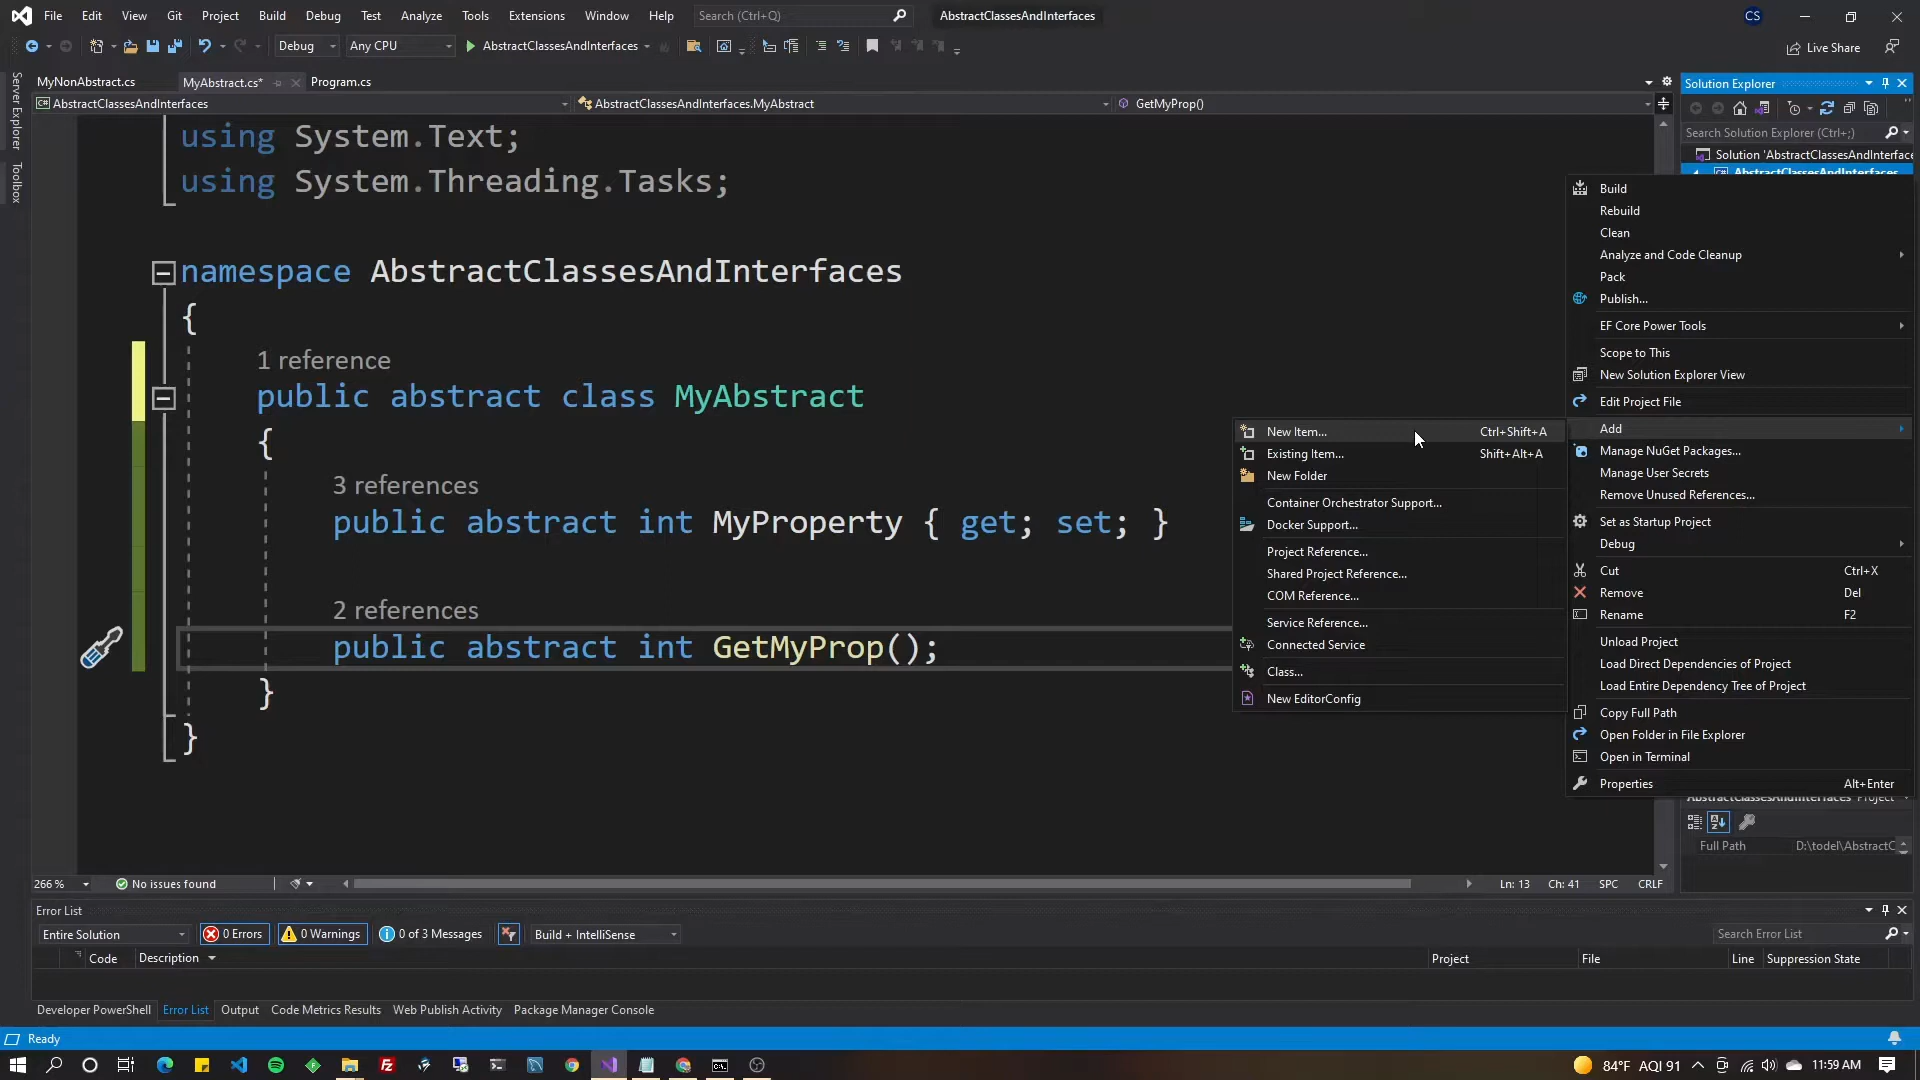 File Edit View Git Project Build Debug Test Analyze Tools Extensions Window Help Search (Ctrl+Q) AbstractClassesAndInterfaces CS
Debug Any CPU AbstractClassesAndInterfaces Live Share
MyNonAbstract.cs MyAbstract.cs* Program.cs
AbstractClassesAndInterfaces AbstractClassesAndInterfaces.MyAbstract GetMyProp()
Server Explorer
Toolbox
using System.Text;
using System.Threading.Tasks;
namespace AbstractClassesAndInterfaces
{
1 reference
public abstract class MyAbstract
{
3 references
public abstract int MyProperty { get; set; }
2 references
public abstract int GetMyProp();
}
}
New Item... Ctrl+Shift+A
Existing Item... Shift+Alt+A
New Folder
Container Orchestrator Support...
Docker Support...
Project Reference...
Shared Project Reference...
COM Reference...
Service Reference...
Connected Service
Class...
New EditorConfig
Solution Explorer
Search Solution Explorer (Ctrl+;)
Solution 'AbstractClassesAndInterface
AbstractClassesAndInterfaces
Build
Rebuild
Clean
Analyze and Code Cleanup
Pack
Publish...
EF Core Power Tools
Scope to This
New Solution Explorer View
Edit Project File
Add
Manage NuGet Packages...
Manage User Secrets
Remove Unused References...
Set as Startup Project
Debug
Cut Ctrl+X
Remove Del
Rename F2
Unload Project
Load Direct Dependencies of Project
Load Entire Dependency Tree of Project
Copy Full Path
Open Folder in File Explorer
Open in Terminal
Properties Alt+Enter
AbstractClassesAndInterfaces Project
Full Path D:\todel\AbstractC
266 % No issues found Ln: 13 Ch: 41 SPC CRLF
Error List
Entire Solution 0 Errors 0 Warnings 0 of 3 Messages Build + IntelliSense Search Error List
Code Description Project File Line Suppression State
Developer PowerShell Error List Output Code Metrics Results Web Publish Activity Package Manager Console
Ready
84°F AQI 91 11:59 AM